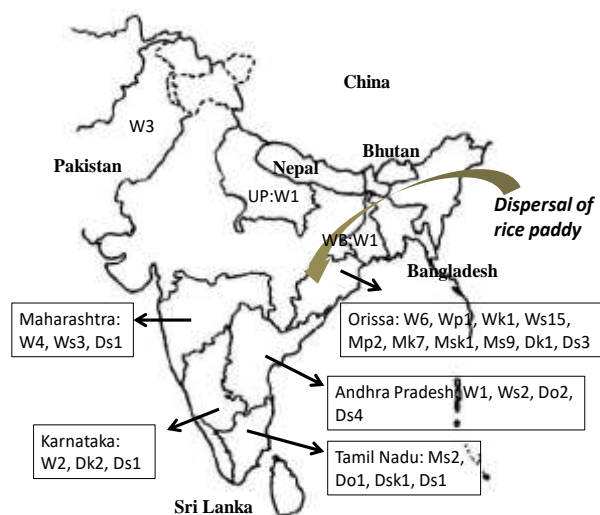 China
W3
Pakistan
Nepal
Bhutan
UP:W1
Dispersal of
rice paddy
WB:W1
Bangladesh
Maharashtra:
W4, Ws3, Ds1
Orissa: W6, Wp1, Wk1, Ws15,
Mp2, Mk7, Msk1, Ms9, Dk1, Ds3
Andhra Pradesh: W1, Ws2, Do2,
Ds4
Karnataka:
W2, Dk2, Ds1
Tamil Nadu: Ms2,
Do1, Dsk1, Ds1
Sri Lanka